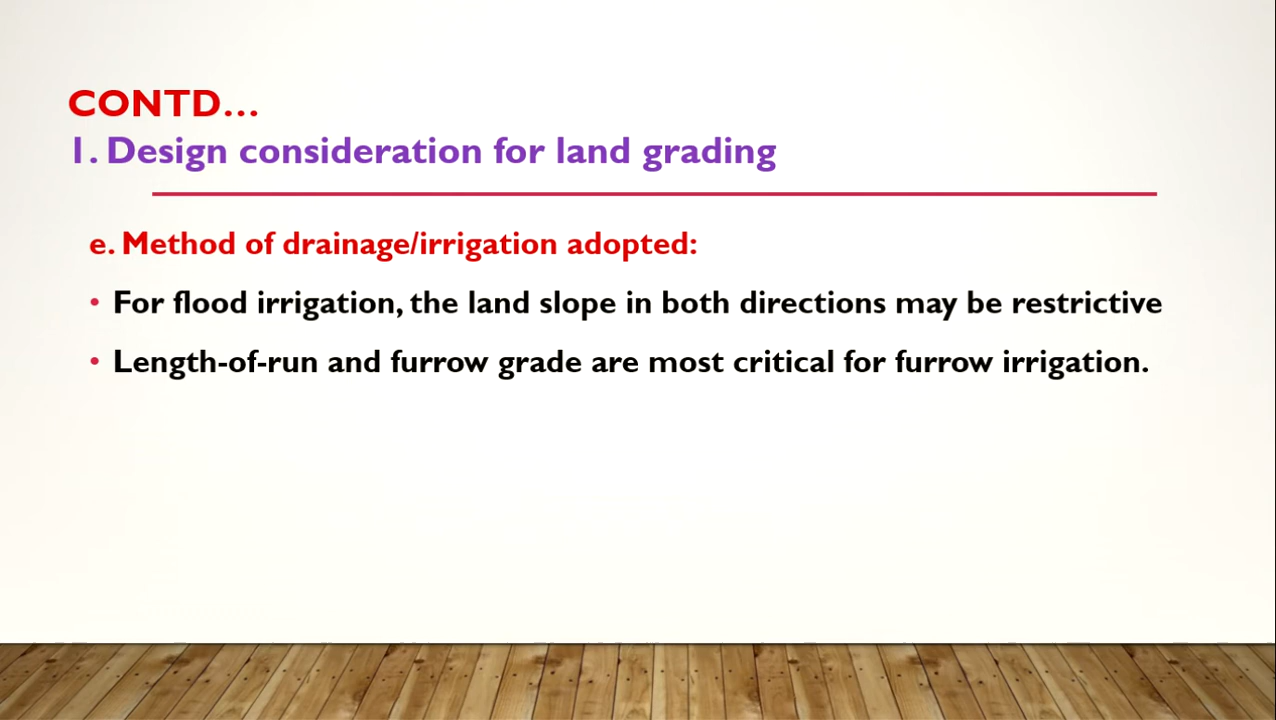 CONTD…
1. Design consideration for land grading
e. Method of drainage/irrigation adopted:
• For flood irrigation, the land slope in both directions may be restrictive
• Length-of-run and furrow grade are most critical for furrow irrigation.